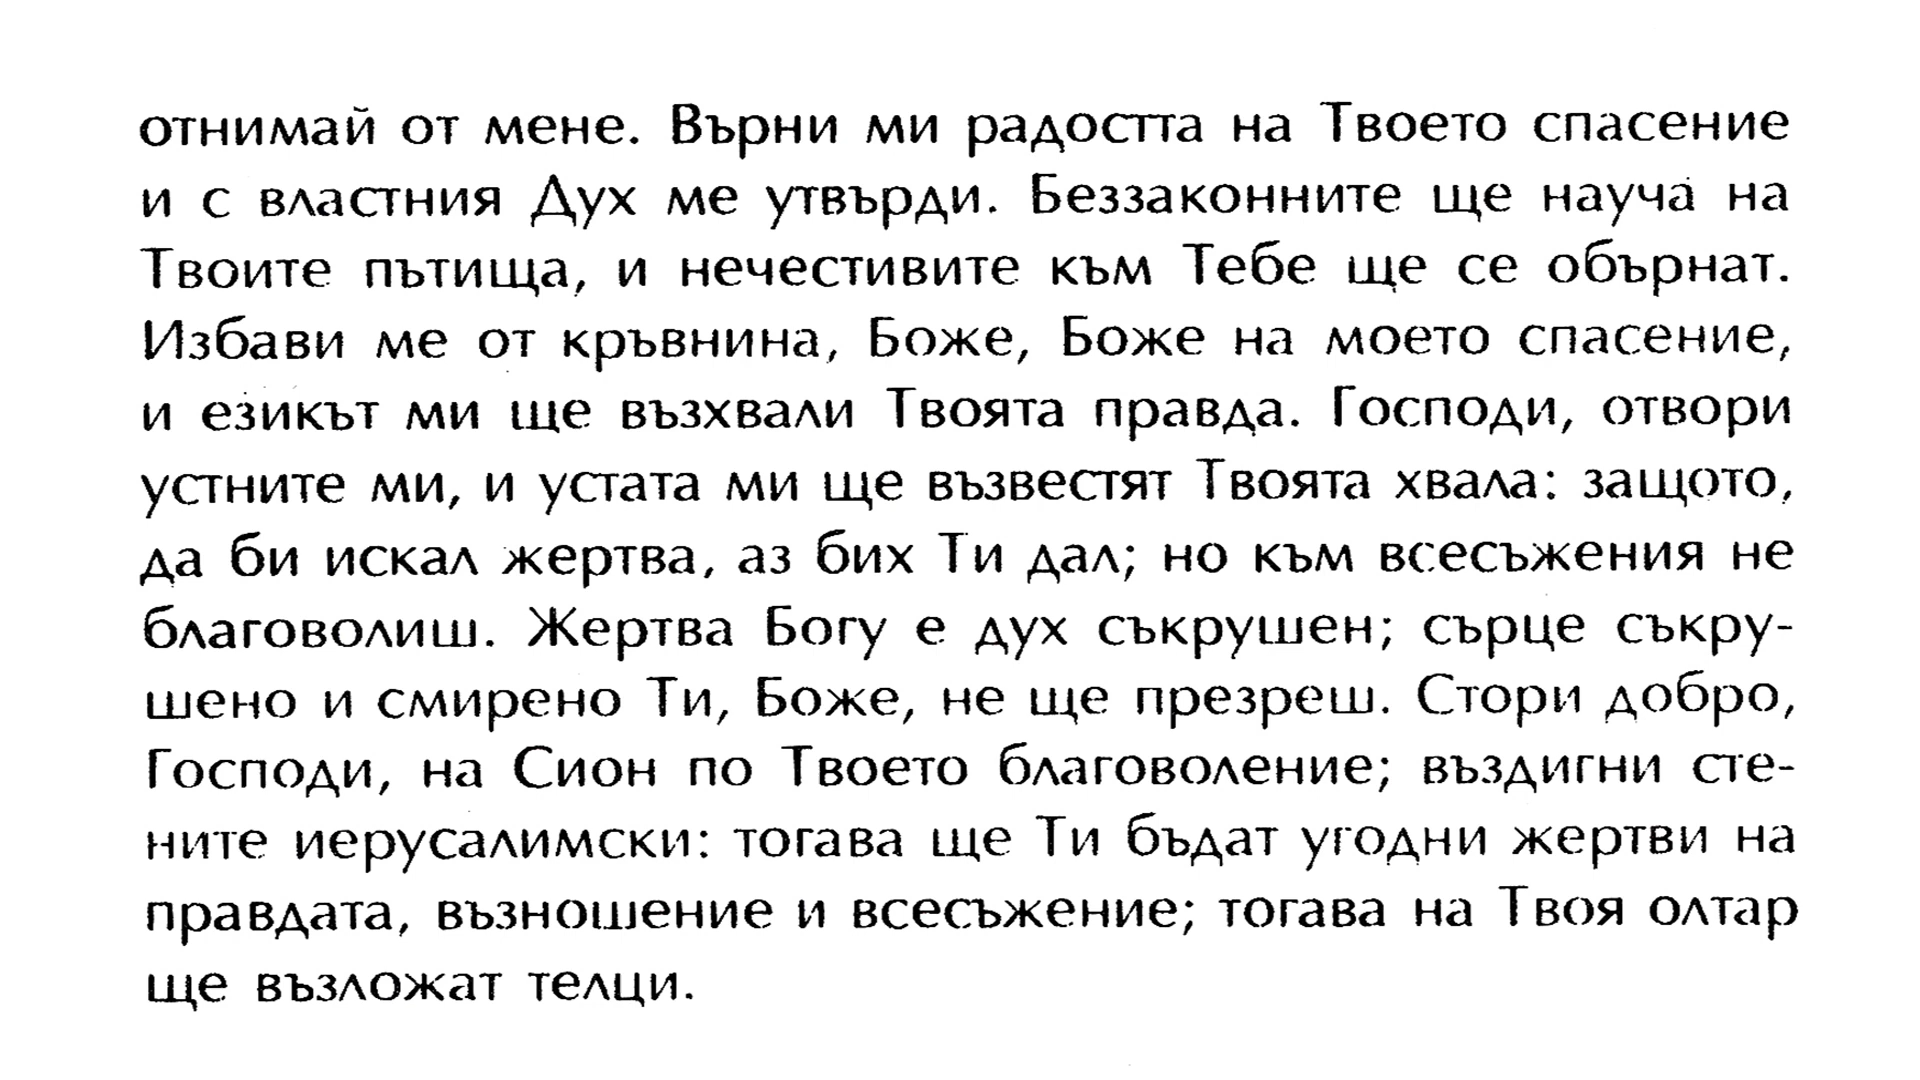 отнимай от мене. Върни ми радостта на Твоето спасение
и с властния Дух ме утвърди. Беззаконните ще науча на
Твоите пътища, и нечестивите към Тебе ще се обърнат.
Избави ме от кръвнина, Боже, Боже на моето спасение,
и езикът ми ще възхвали Твоята правда. Господи, отвори
устните ми, и устата ми ще възвестят Твоята хвала: защото,
да би искал жертва, аз бих Ти дал; но към всесъжения не
благоволиш. Жертва Богу е дух съкрушен; сърце съкру-
шено и смирено Ти, Боже, не ще презреш. Стори добро,
Господи, на Сион по Твоето благоволение; въздигни сте-
ните иерусалимски: тогава ще Ти бъдат угодни жертви на
правдата, възношение и всесъжение; тогава на Твоя олтар
ще възложат телци.